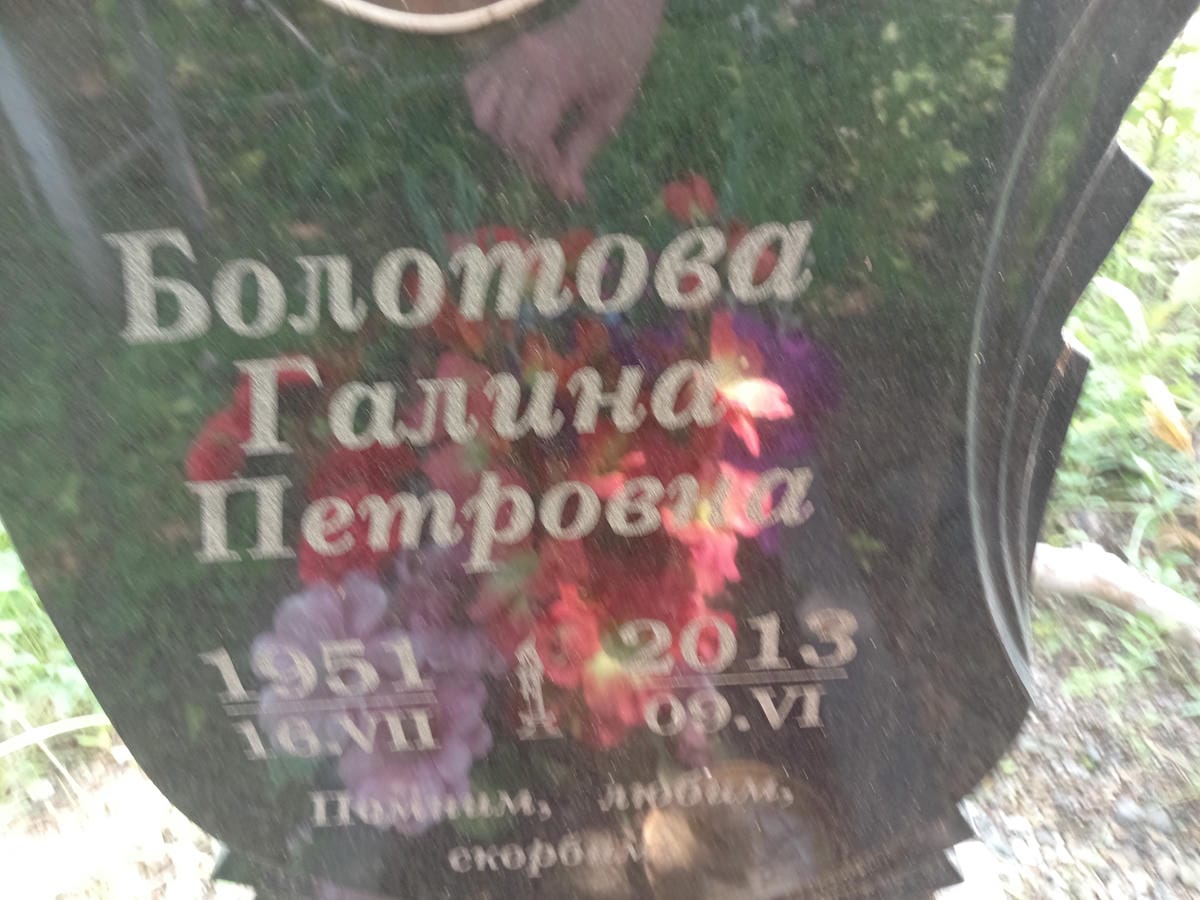 Болотова
Галина
Петровна
1951 2013
16.VII 09.VI
Помним, любим,
скорбим